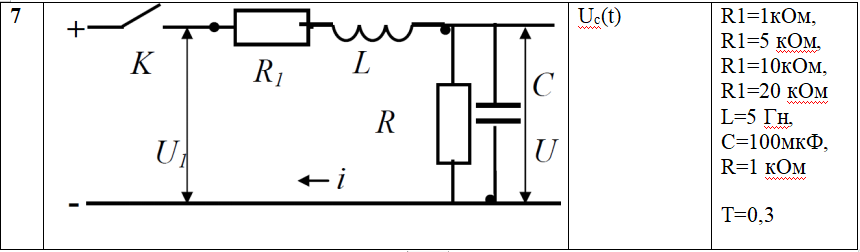 7
+
K
R1
L
C
R
U1
U
i
-
Uc(t)
R1=1кОм,
R1=5 кОм,
R1=10кОм,
R1=20 кОм
L=5 Гн,
C=100мкФ,
R=1 кОм
T=0,3